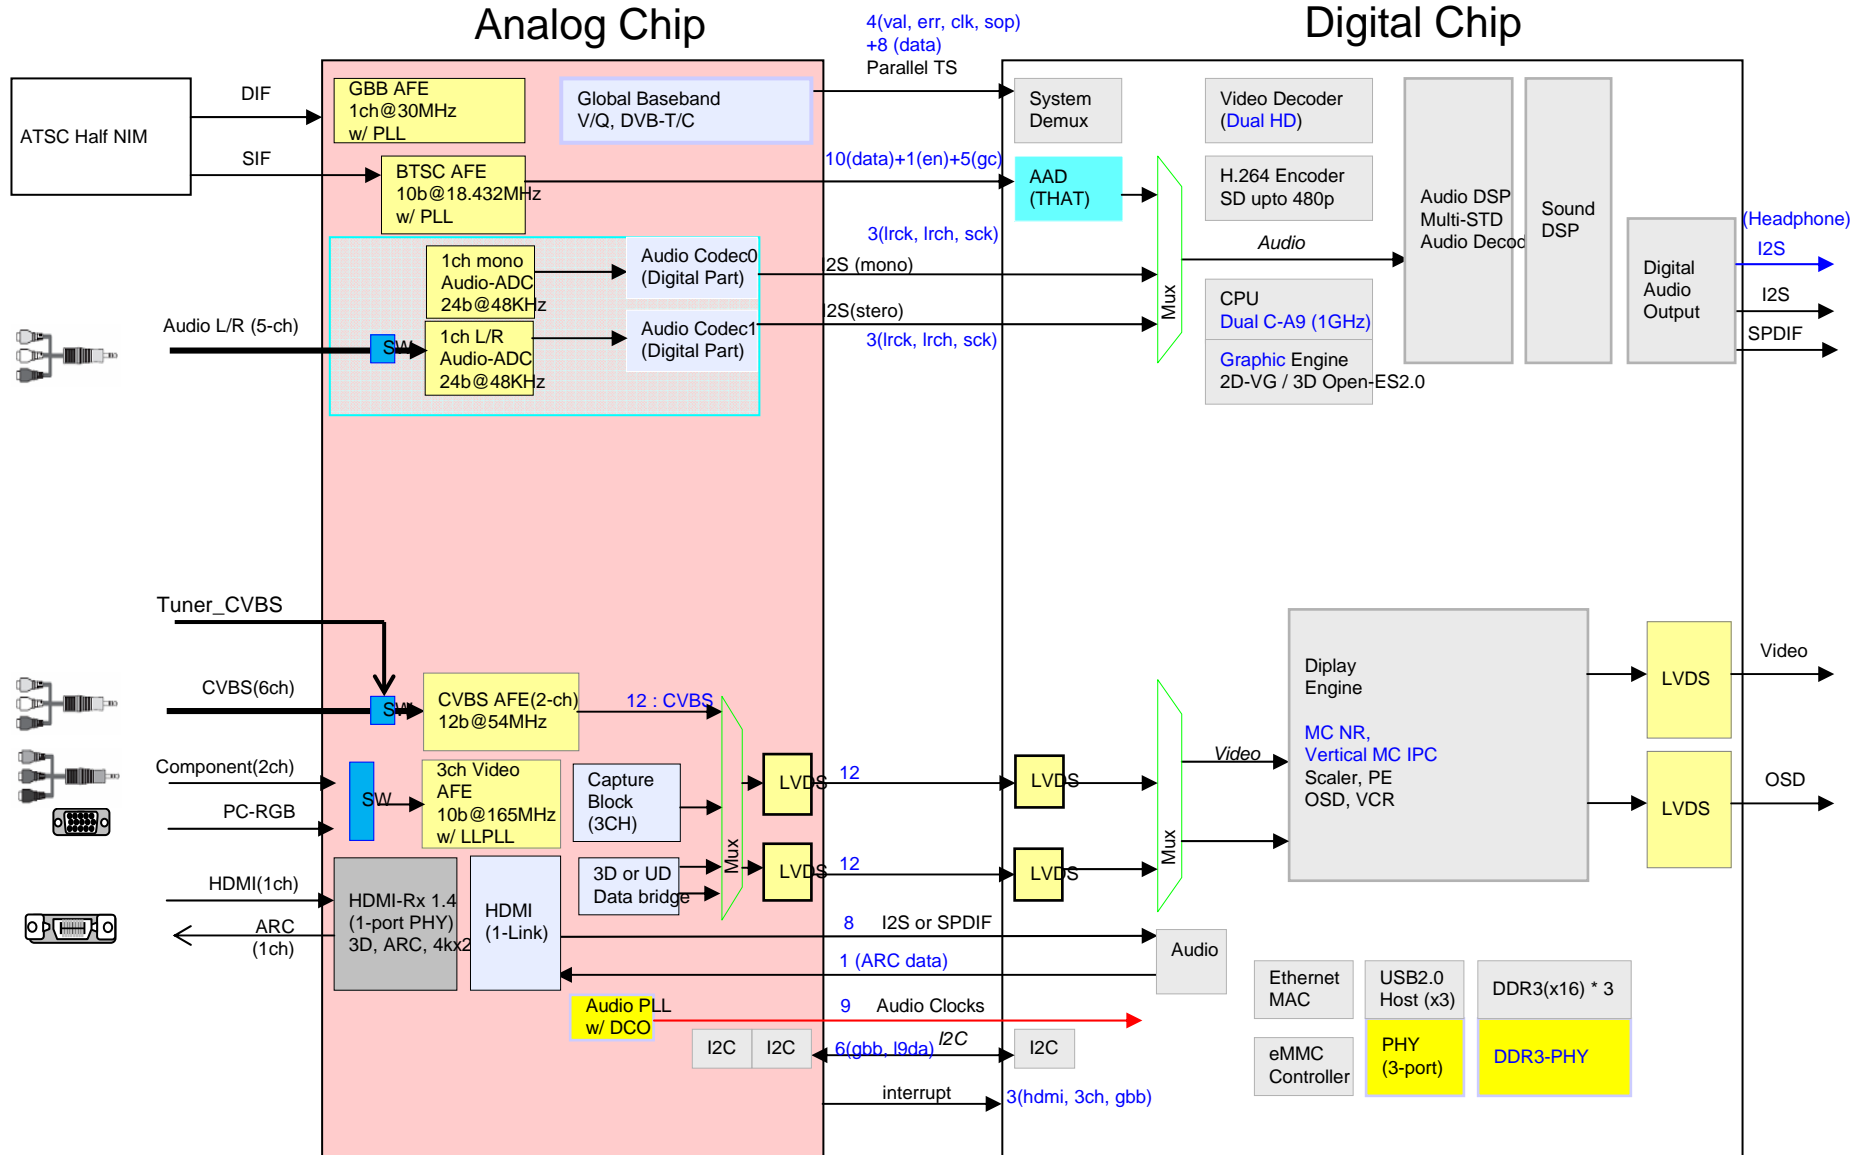 Analog Chip
Digital Chip
4(val, err, clk, sop)
+8 (data)
Parallel TS
ATSC Half NIM
DIF
SIF
GBB AFE
1ch@30MHz
w/ PLL
Global Baseband
V/Q, DVB-T/C
BTSC AFE
10b@18.432MHz
w/ PLL
10(data)+1(en)+5(gc)
System
Demux
AAD
(THAT)
Video Decoder
(Dual HD)
H.264 Encoder
SD upto 480p
Audio DSP
Multi-STD
Audio Decod
Sound
DSP
Digital
Audio
Output
(Headphone)
I2S
I2S
SPDIF
Audio L/R (5-ch)
SW
1ch mono
Audio-ADC
24b@48KHz
1ch L/R
Audio-ADC
24b@48KHz
Audio Codec0
(Digital Part)
Audio Codec1
(Digital Part)
3(lrck, lrch, sck)
I2S (mono)
I2S(stero)
3(lrck, lrch, sck)
Mux
Audio
CPU
Dual C-A9 (1GHz)
Graphic Engine
2D-VG / 3D Open-ES2.0
Tuner_CVBS
CVBS(6ch)
SW
CVBS AFE(2-ch)
12b@54MHz
12 : CVBS
Component(2ch)
PC-RGB
SW
3ch Video
AFE
10b@165MHz
w/ LLPLL
Capture
Block
(3CH)
3D or UD
Data bridge
Mux
LVDS
LVDS
12
12
LVDS
LVDS
Mux
Video
Diplay
Engine
MC NR,
Vertical MC IPC
Scaler, PE
OSD, VCR
LVDS
LVDS
Video
OSD
HDMI(1ch)
ARC
(1ch)
HDMI-Rx 1.4
(1-port PHY)
3D, ARC, 4kx2
HDMI
(1-Link)
8 I2S or SPDIF
1 (ARC data)
Audio
Audio PLL
w/ DCO
9 Audio Clocks
I2C
I2C
6(gbb, l9da)
I2C
I2C
interrupt
3(hdmi, 3ch, gbb)
Ethernet
MAC
USB2.0
Host (x3)
DDR3(x16) * 3
eMMC
Controller
PHY
(3-port)
DDR3-PHY